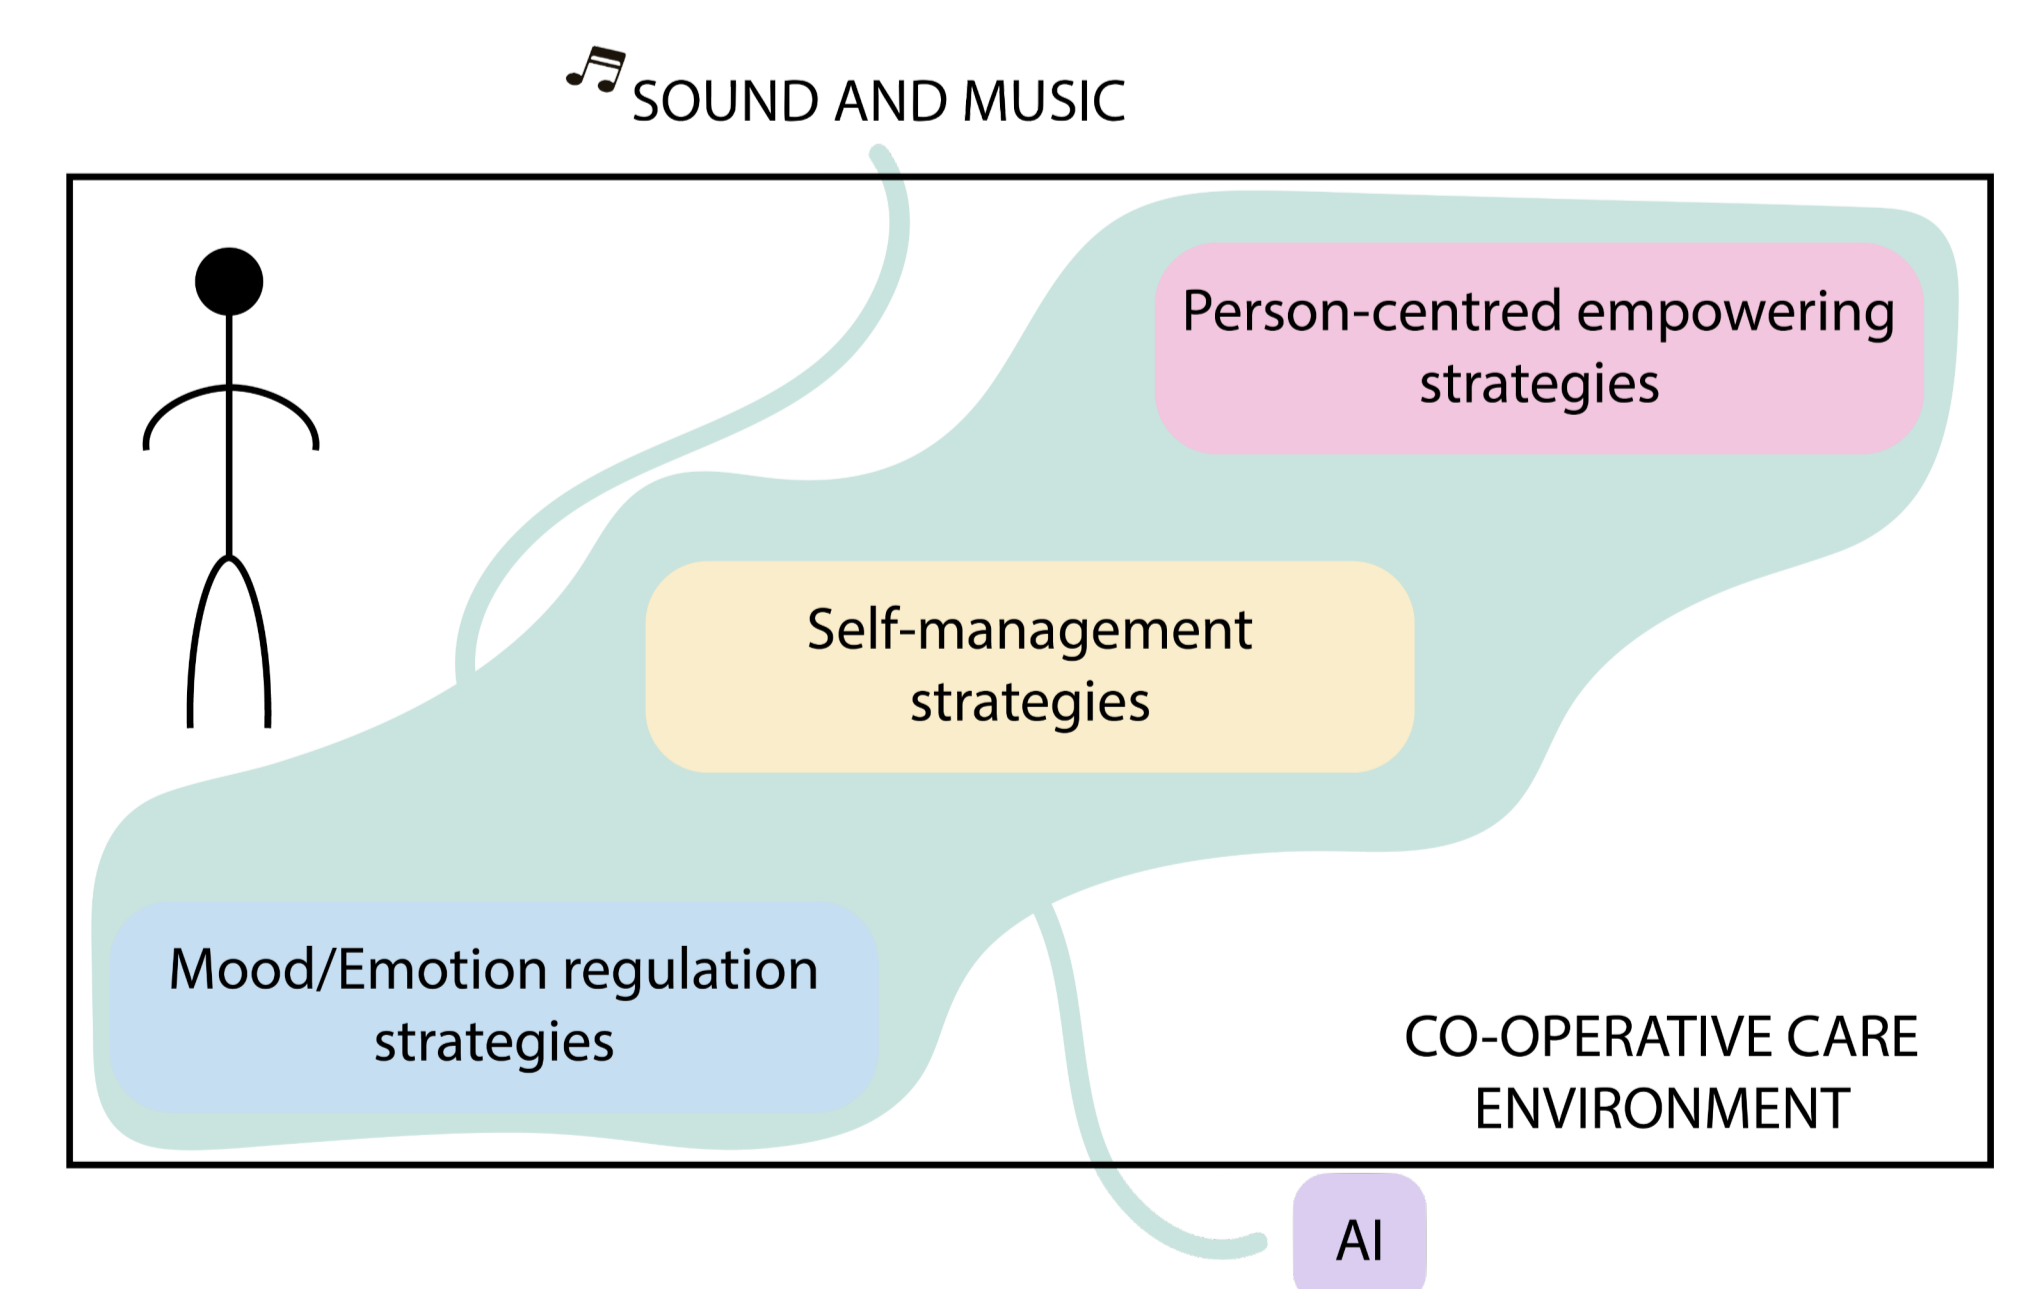 SOUND AND MUSIC
Person-centred empowering
strategies
Self-management
strategies
Mood/Emotion regulation
strategies
CO-OPERATIVE CARE
ENVIRONMENT
AI